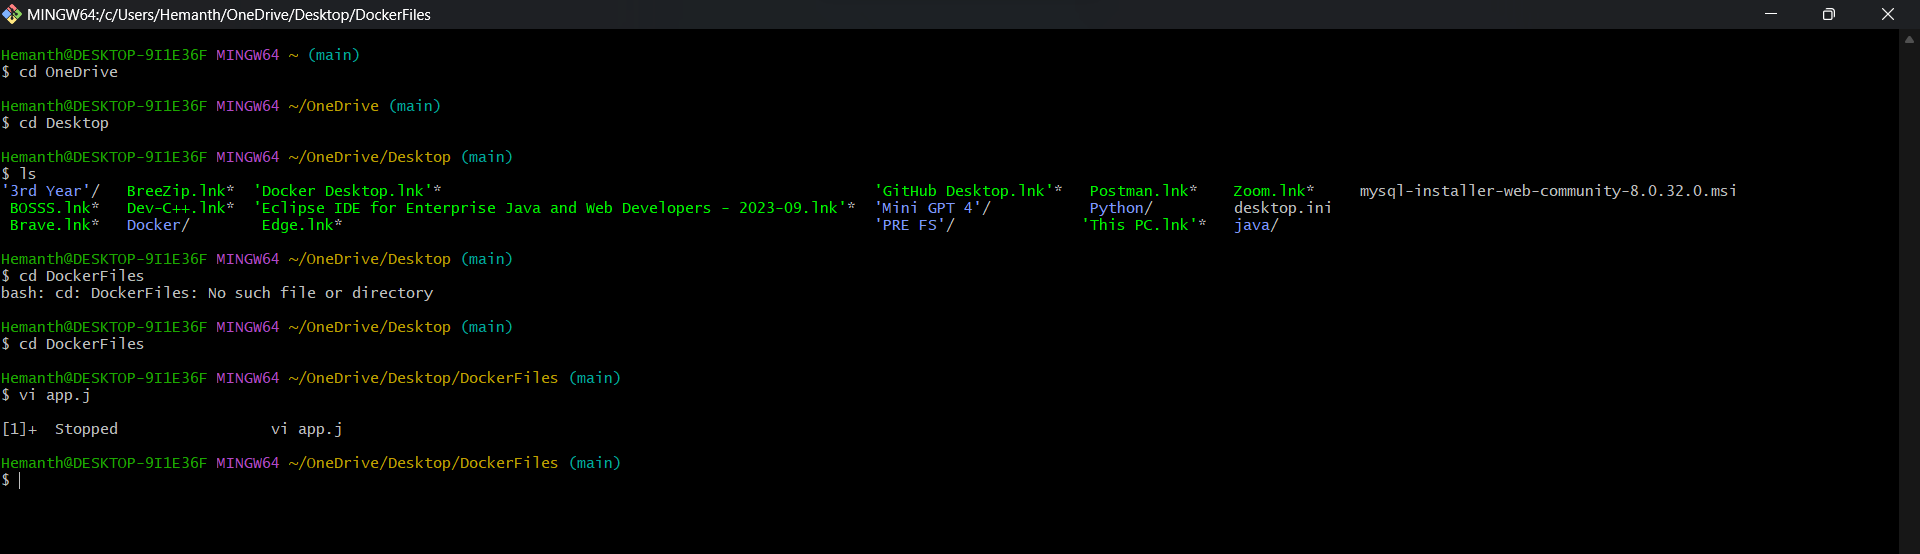 MINGW64:/c/Users/Hemanth/OneDrive/Desktop/DockerFiles
Hemanth@DESKTOP-9I1E36F MINGW64 ~ (main)
$ cd OneDrive
Hemanth@DESKTOP-9I1E36F MINGW64 ~/OneDrive (main)
$ cd Desktop
Hemanth@DESKTOP-9I1E36F MINGW64 ~/OneDrive/Desktop (main)
$ ls
'3rd Year'/ BreeZip.lnk* 'Docker Desktop.lnk'* 'GitHub Desktop.lnk'* Postman.lnk* Zoom.lnk* mysql-installer-web-community-8.0.32.0.msi
BOSSS.lnk* Dev-C++.lnk* 'Eclipse IDE for Enterprise Java and Web Developers - 2023-09.lnk'* 'Mini GPT 4'/ Python/ desktop.ini
Brave.lnk* Docker/ Edge.lnk* 'PRE FS'/ 'This PC.lnk'* java/
Hemanth@DESKTOP-9I1E36F MINGW64 ~/OneDrive/Desktop (main)
$ cd DockerFiles
bash: cd: DockerFiles: No such file or directory
Hemanth@DESKTOP-9I1E36F MINGW64 ~/OneDrive/Desktop (main)
$ cd DockerFiles
Hemanth@DESKTOP-9I1E36F MINGW64 ~/OneDrive/Desktop/DockerFiles (main)
$ vi app.j
[1]+ Stopped vi app.j
Hemanth@DESKTOP-9I1E36F MINGW64 ~/OneDrive/Desktop/DockerFiles (main)
$